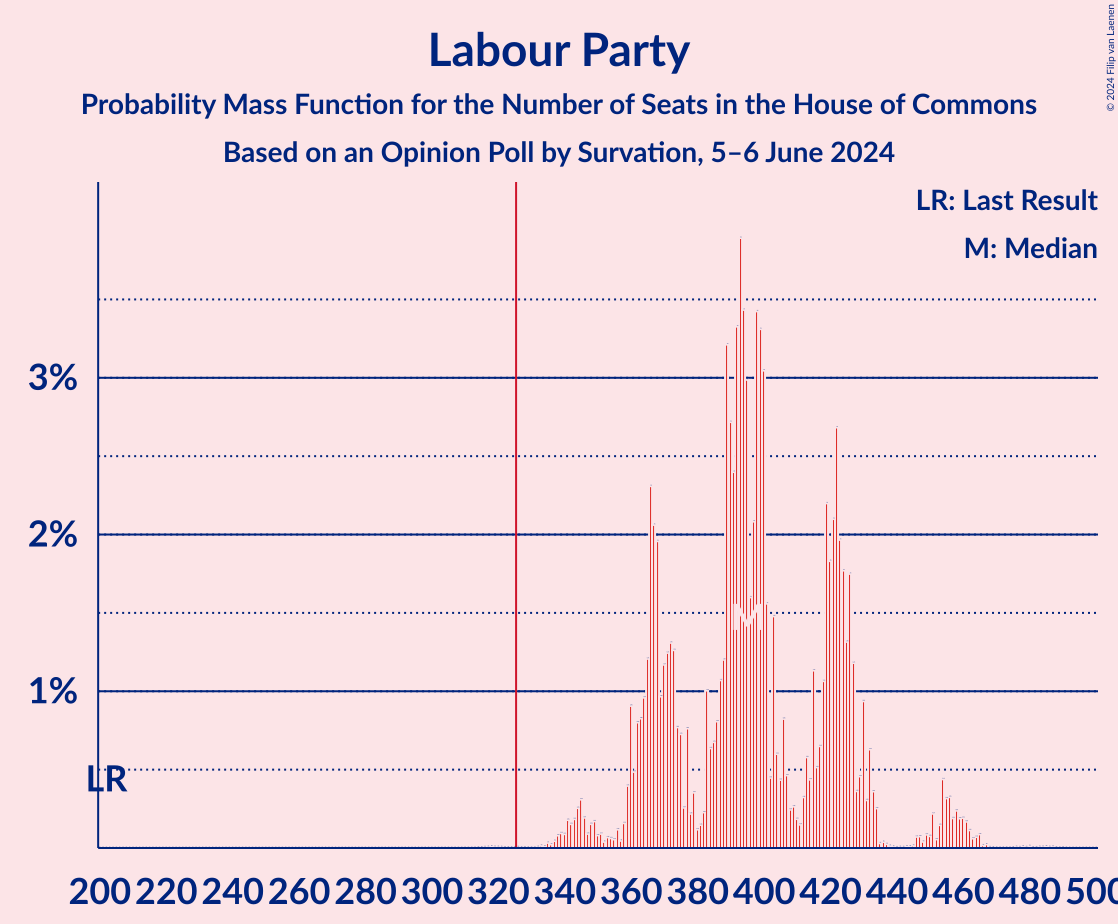 Labour Party
Probability Mass Function for the Number of Seats in the House of Commons
Based on an Opinion Poll by Survation, 5–6 June 2024
© 2024 Filip van Laenen
LR: Last Result
M: Median
3%
2%
1%
LR
M
200 220 240 260 280 300 320 340 360 380 400 420 440 460 480 500